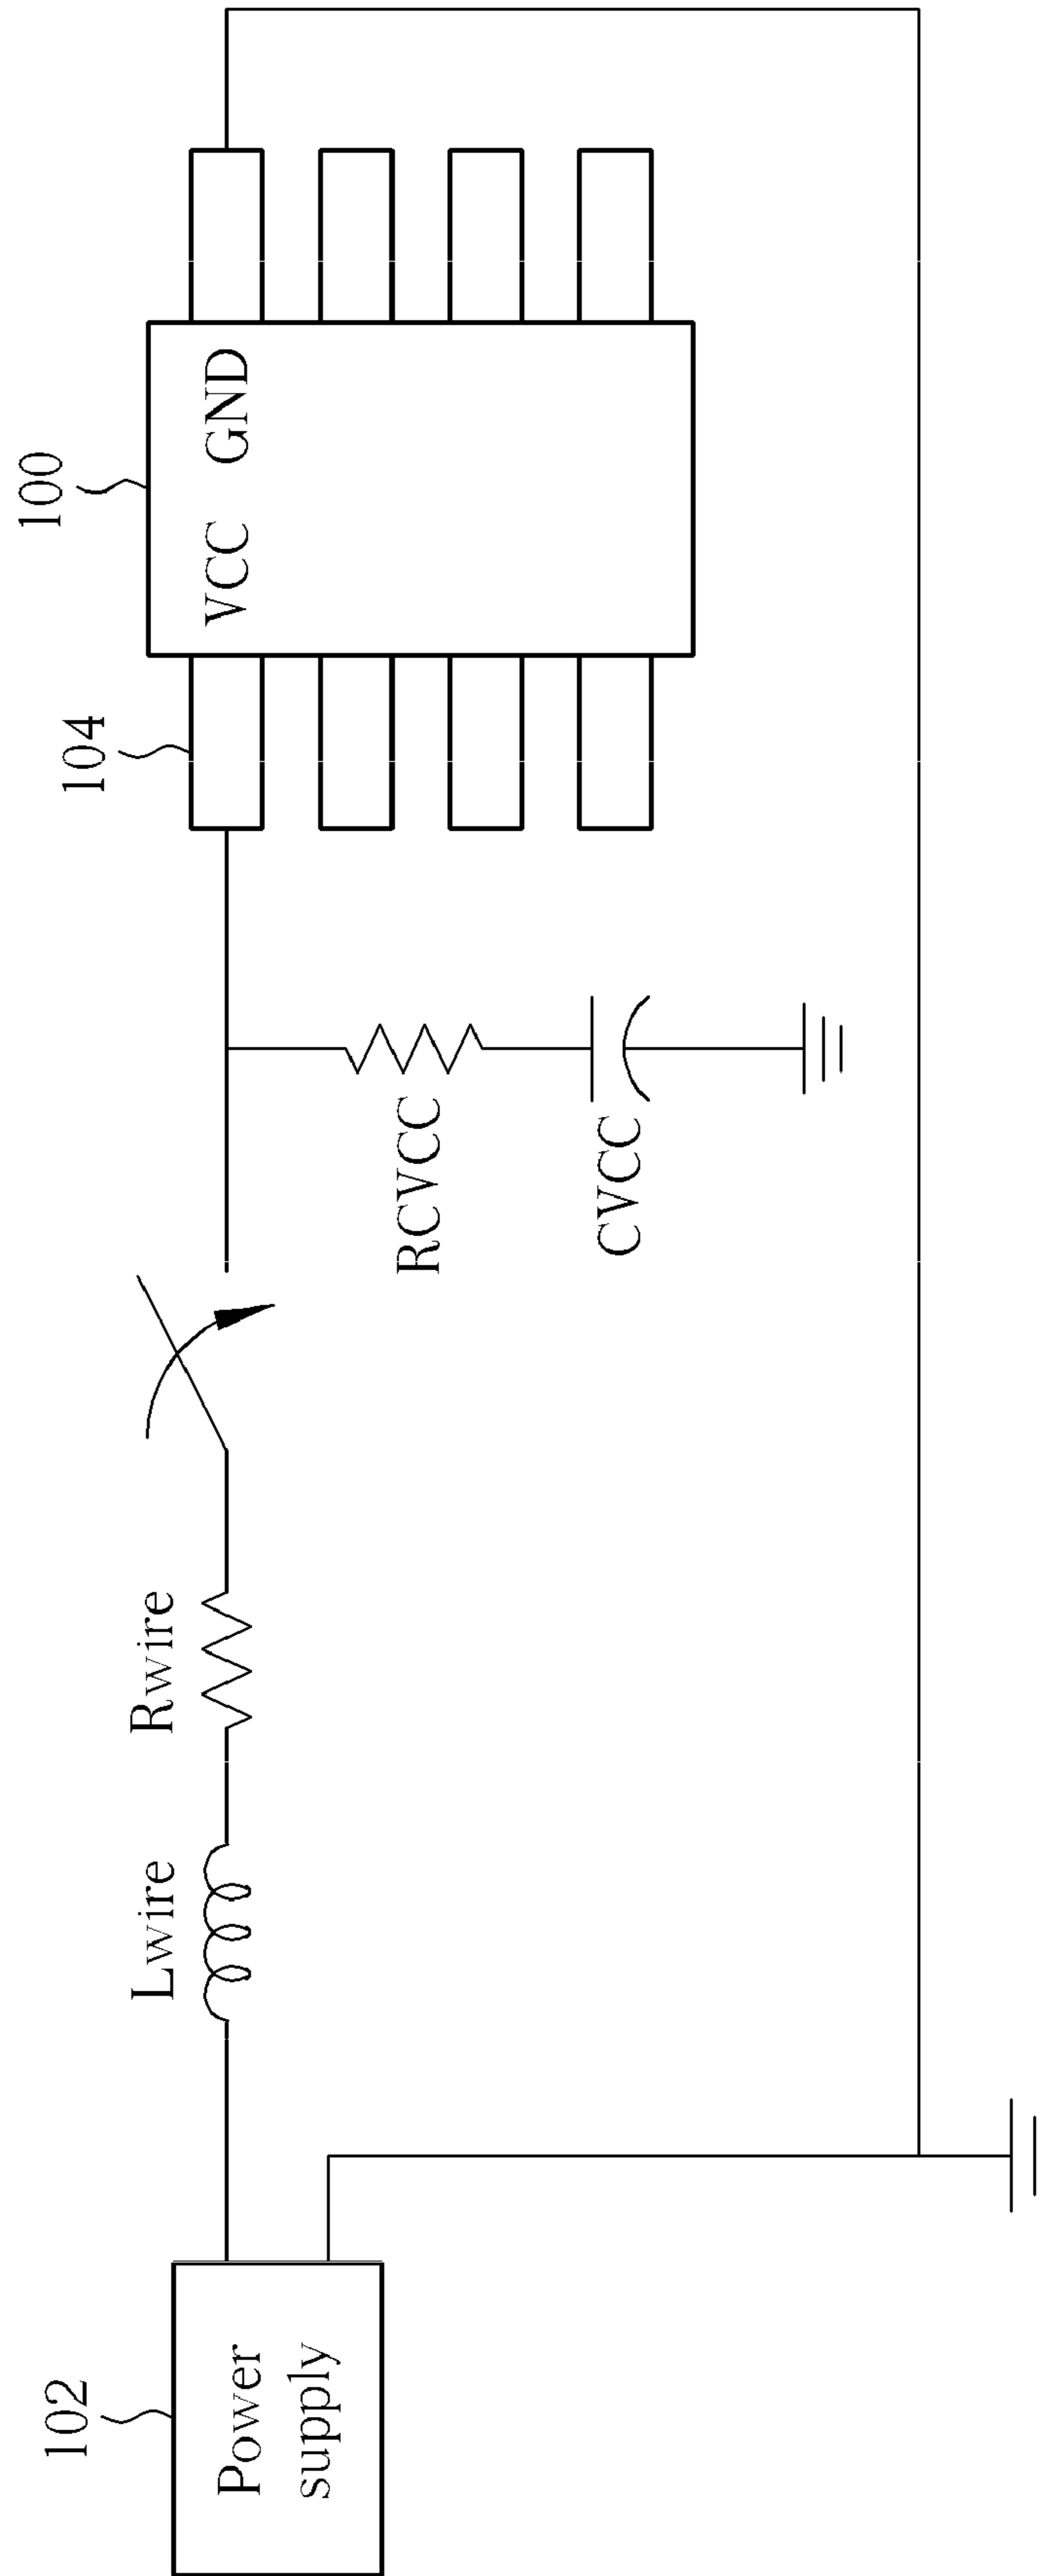 102
Power
supply
Lwire
Rwire
RCVCC
CVCC
104
100
VCC GND